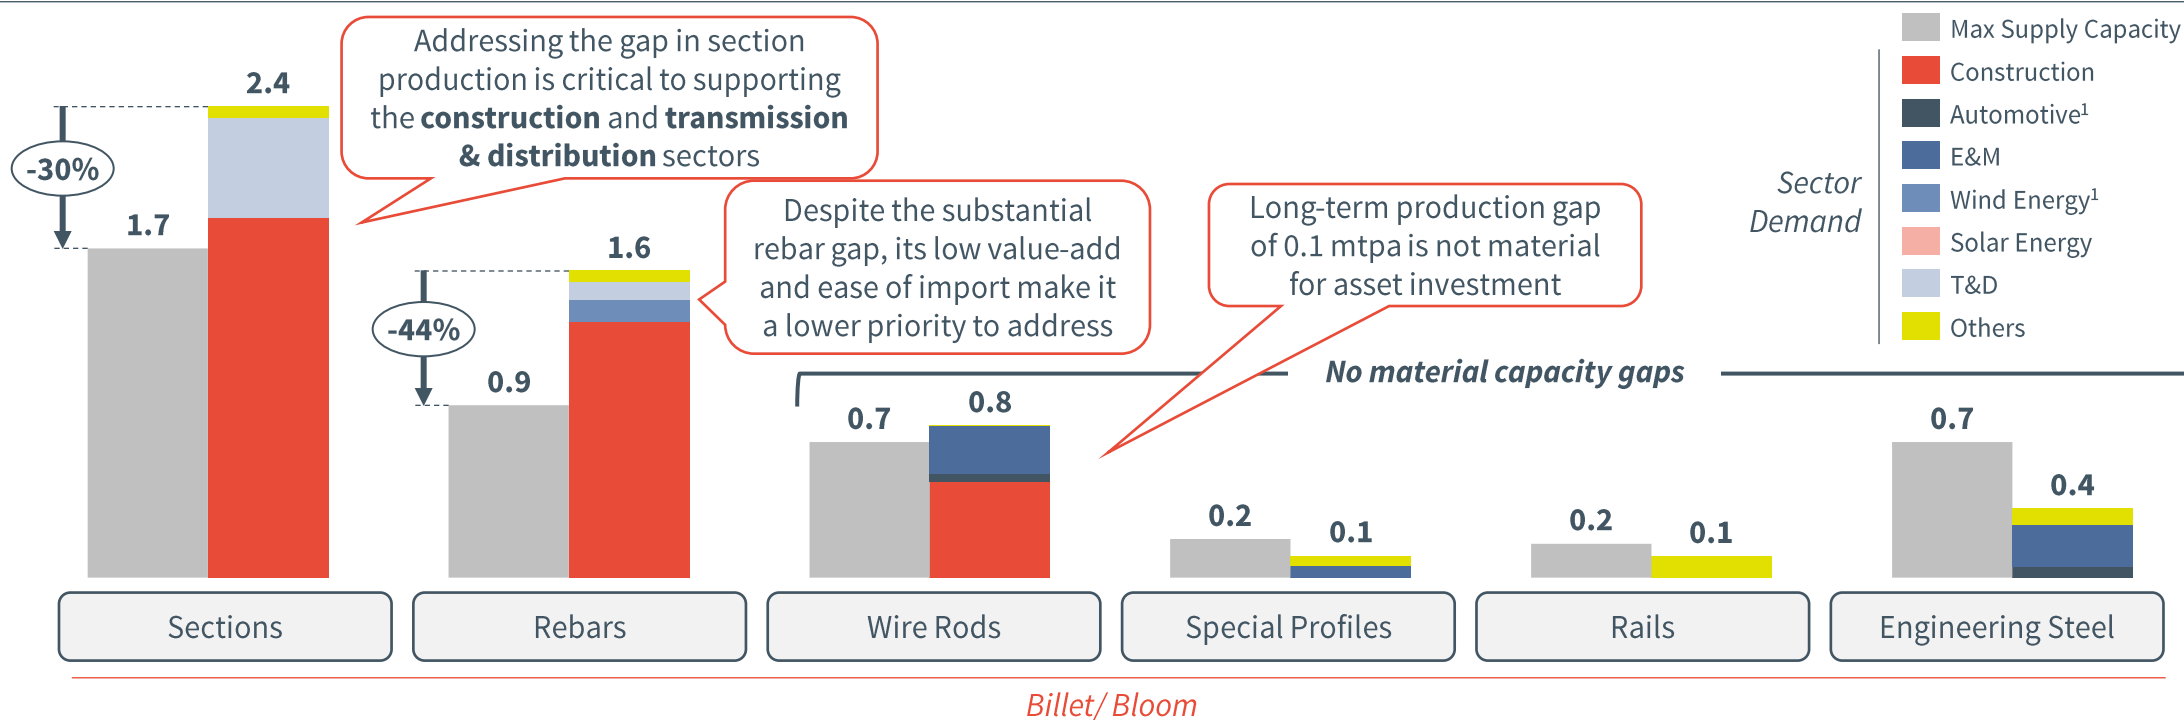 Addressing the gap in section
production is critical to supporting
the construction and transmission
& distribution sectors
Despite the substantial
rebar gap, its low value-add
and ease of import make it
a lower priority to address
Long-term production gap
of 0.1 mtpa is not material
for asset investment
Max Supply Capacity
Construction
Automotive¹
E&M
Wind Energy¹
Solar Energy
T&D
Others
Sector
Demand
No material capacity gaps
-30%
1.7
2.4
-44%
0.9
1.6
0.7
0.8
0.2
0.1
0.2
0.1
0.7
0.4
Sections
Rebars
Wire Rods
Special Profiles
Rails
Engineering Steel
Billet/ Bloom